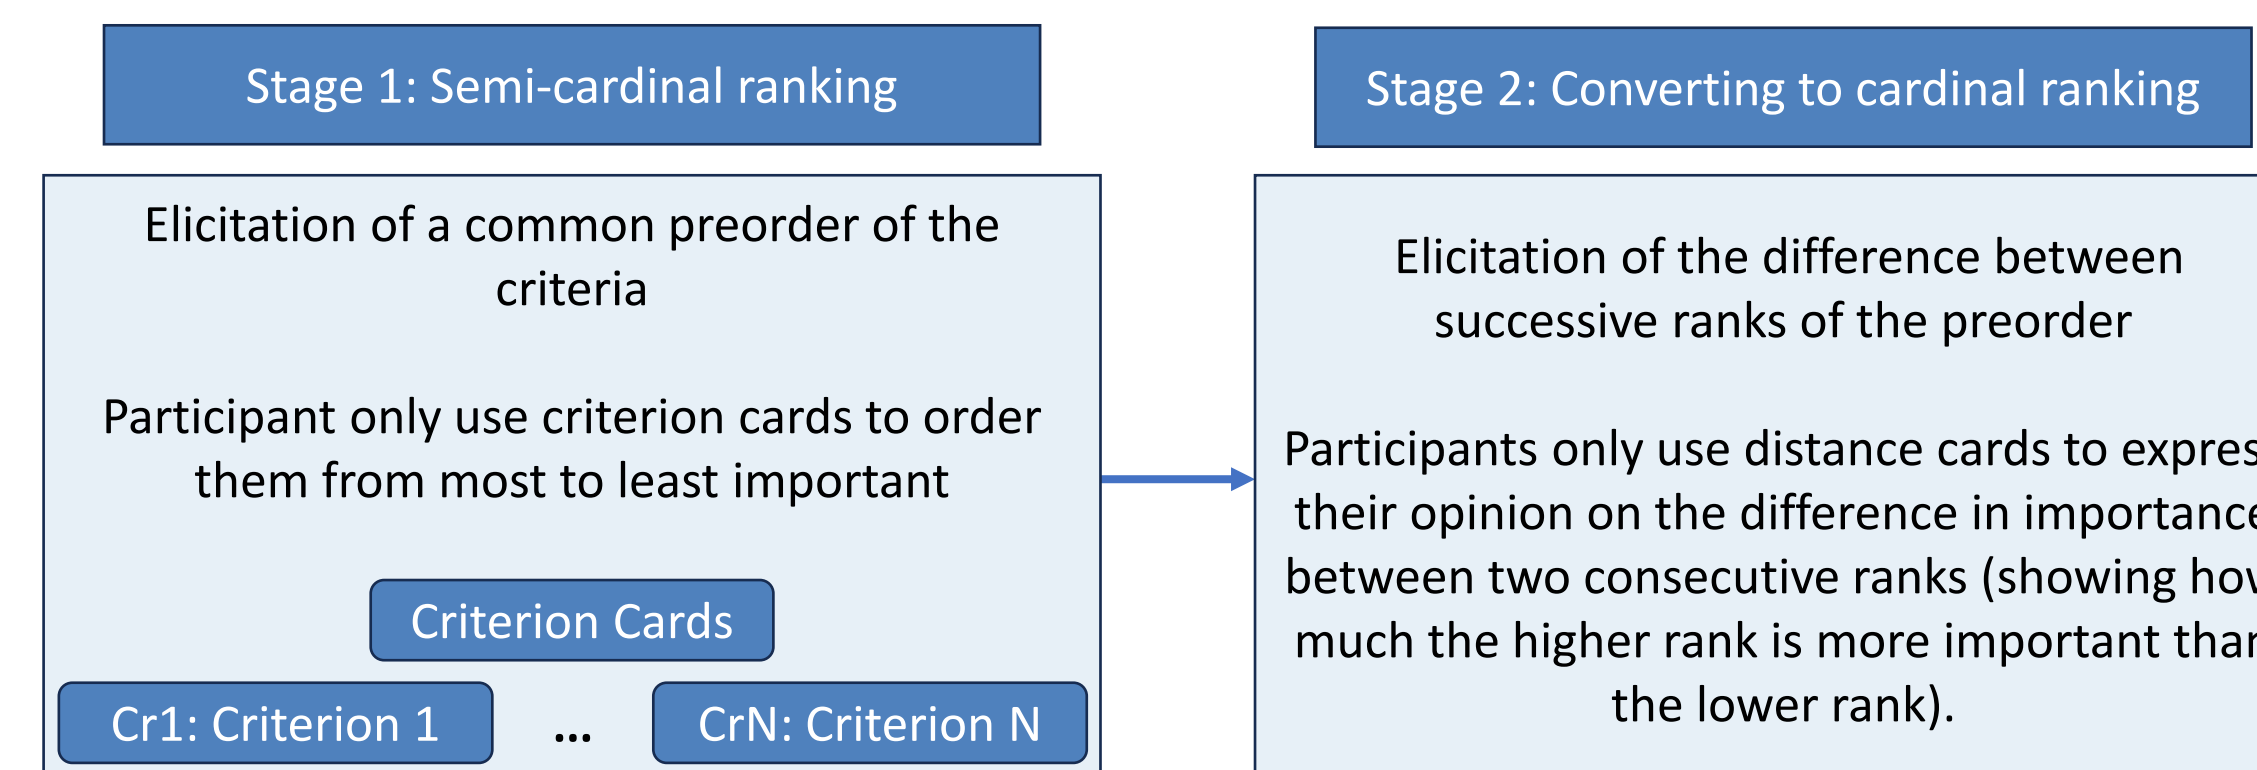 Stage 1: Semi-cardinal ranking
Elicitation of a common preorder of the
criteria
Participant only use criterion cards to order
them from most to least important
Criterion Cards
Cr1: Criterion 1
...
CrN: Criterion N
Stage 2: Converting to cardinal ranking
Elicitation of the difference between
successive ranks of the preorder
Participants only use distance cards to expres
their opinion on the difference in importance
between two consecutive ranks (showing how
much the higher rank is more important than
the lower rank).